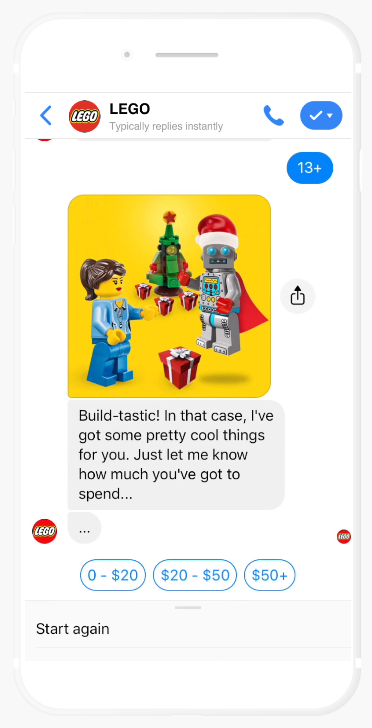 LEGO
LEGO
Typically replies instantly
13+
Build-tastic! In that case, I've
got some pretty cool things
for you. Just let me know
how much you've got to
spend...
LEGO
...
LEGO
0 - $20
$20 - $50
$50+
Start again